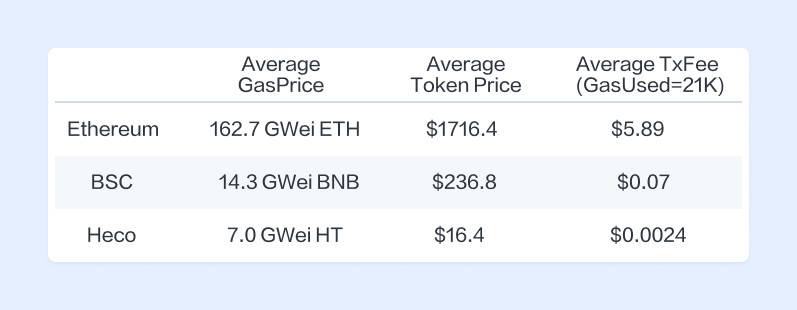 Average GasPrice Average Token Price Average TxFee (GasUsed=21K)
Ethereum 162.7 GWei ETH $1716.4 $5.89
BSC 14.3 GWei BNB $236.8 $0.07
Heco 7.0 GWei HT $16.4 $0.0024